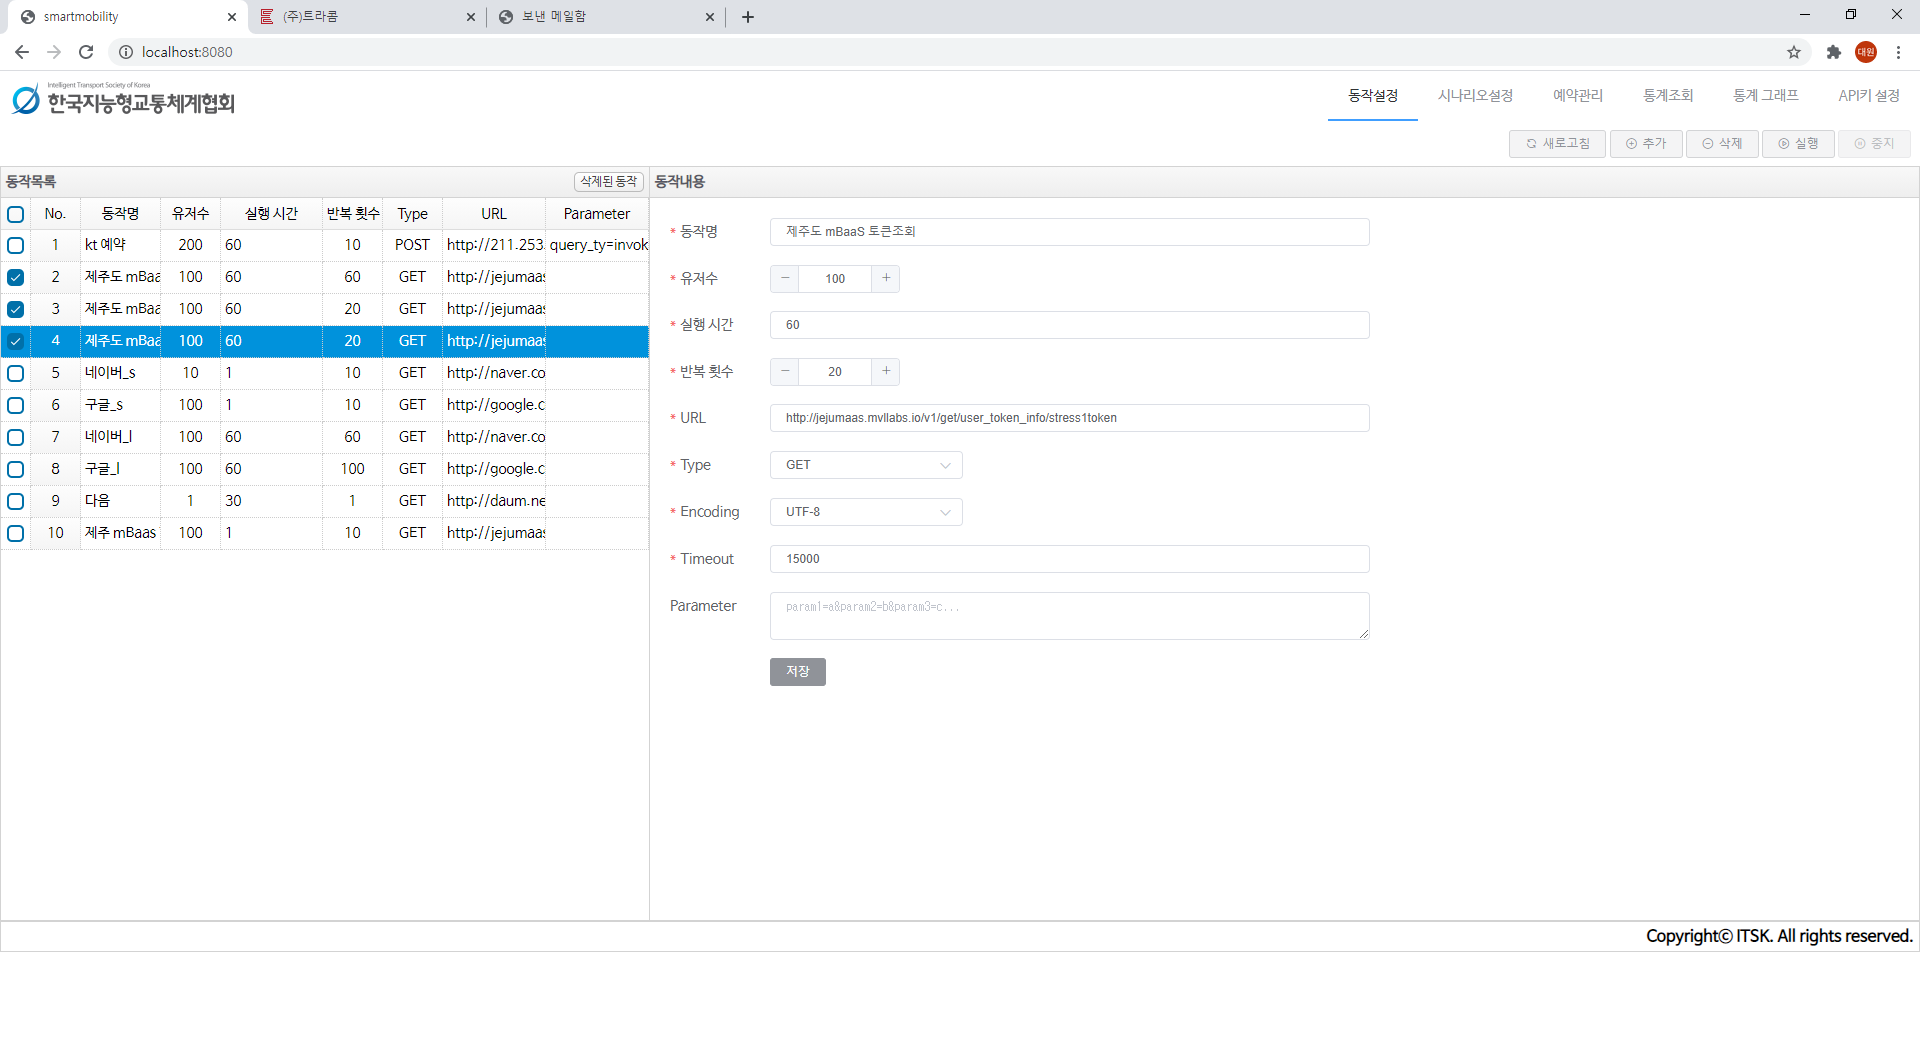 smartmobility
(주)트라콤
보낸 메일함
localhost:8080
대원
Intelligent Transport Society of Korea
한국지능형교통체계협회
동작설정 시나리오설정 예약관리 통계조회 통계 그래프 API키 설정
새로고침 추가 삭제 실행 중지
동작목록 삭제된 동작
No. 동작명 유저수 실행 시간 반복 횟수 Type URL Parameter
1 kt 예약 200 60 10 POST http://211.253. query_ty=invok
2 제주도 mBaa 100 60 60 GET http://jejumaas
3 제주도 mBaa 100 60 20 GET http://jejumaas
4 제주도 mBaa 100 60 20 GET http://jejumaas
5 네이버_s 10 1 10 GET http://naver.co
6 구글_s 100 1 10 GET http://google.c
7 네이버_l 100 60 60 GET http://naver.co
8 구글_l 100 60 100 GET http://google.c
9 다음 1 30 1 GET http://daum.ne
10 제주 mBaas 100 1 10 GET http://jejumaas
동작내용
* 동작명 제주도 mBaaS 토큰조회
* 유저수 − 100 +
* 실행 시간 60
* 반복 횟수 − 20 +
* URL http://jejumaas.mvllabs.io/v1/get/user_token_info/stress1token
* Type GET
* Encoding UTF-8
* Timeout 15000
Parameter param1=a&param2=b&param3=c...
저장
Copyrightⓒ ITSK. All rights reserved.